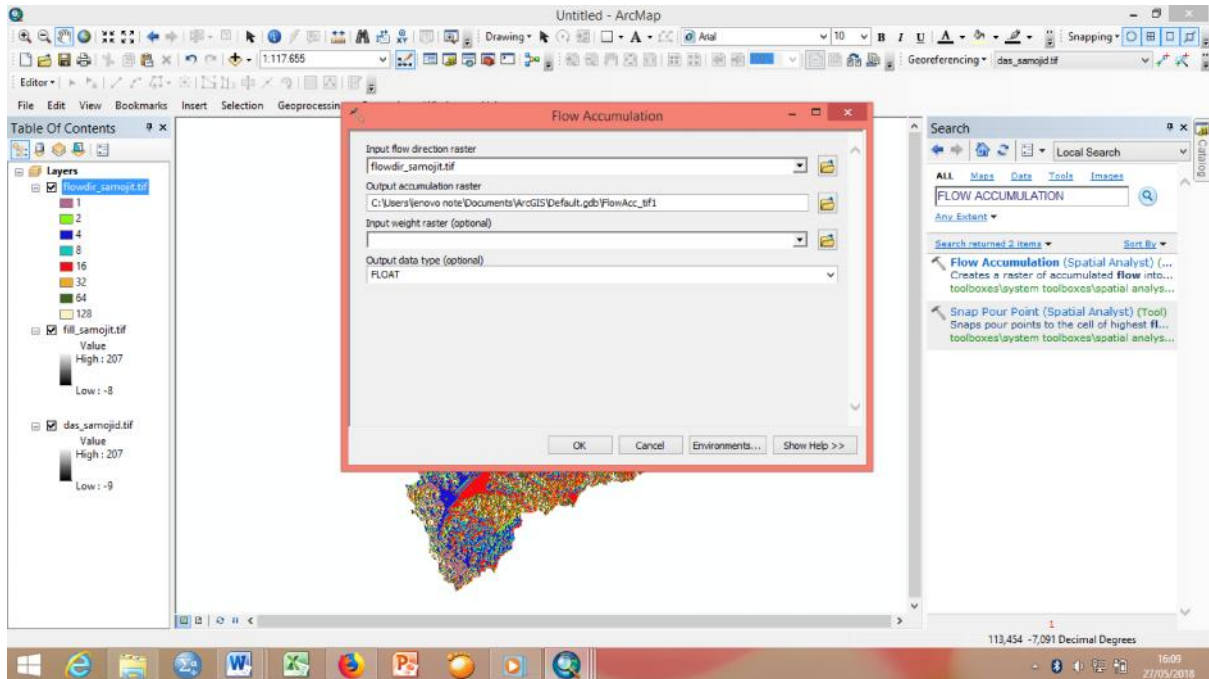 Untitled - ArcMap
Drawing
Arial
10
B I U A
Snapping
1:117.655
Georeferencing
das_samojid.tif
Editor
File Edit View Bookmarks Insert Selection Geoprocessin
Table Of Contents
Layers
flowdir_samojit.tif
1
2
4
8
16
32
64
128
fill_samojit.tif
Value
High : 207
Low : -8
das_samojid.tif
Value
High : 207
Low : -9
Flow Accumulation
Input flow direction raster
flowdir_samojit.tif
Output accumulation raster
C:\Users\jenovo note\Documents\ArcGIS\Default.gdb\FlowAcc_tif1
Input weight raster (optional)
Output data type (optional)
FLOAT
OK Cancel Environments... Show Help >>
Search
Local Search
ALL Maps Data Tools Images
FLOW ACCUMULATION
Any Extent
Search returned 2 items Sort By
Flow Accumulation (Spatial Analyst) (...
Creates a raster of accumulated flow into...
toolboxes\system toolboxes\spatial analys...
Snap Pour Point (Spatial Analyst) (Tool)
Snaps pour points to the cell of highest fl...
toolboxes\system toolboxes\spatial analys...
Catalog
1
113,454 -7,091 Decimal Degrees
16:09
27/05/2018